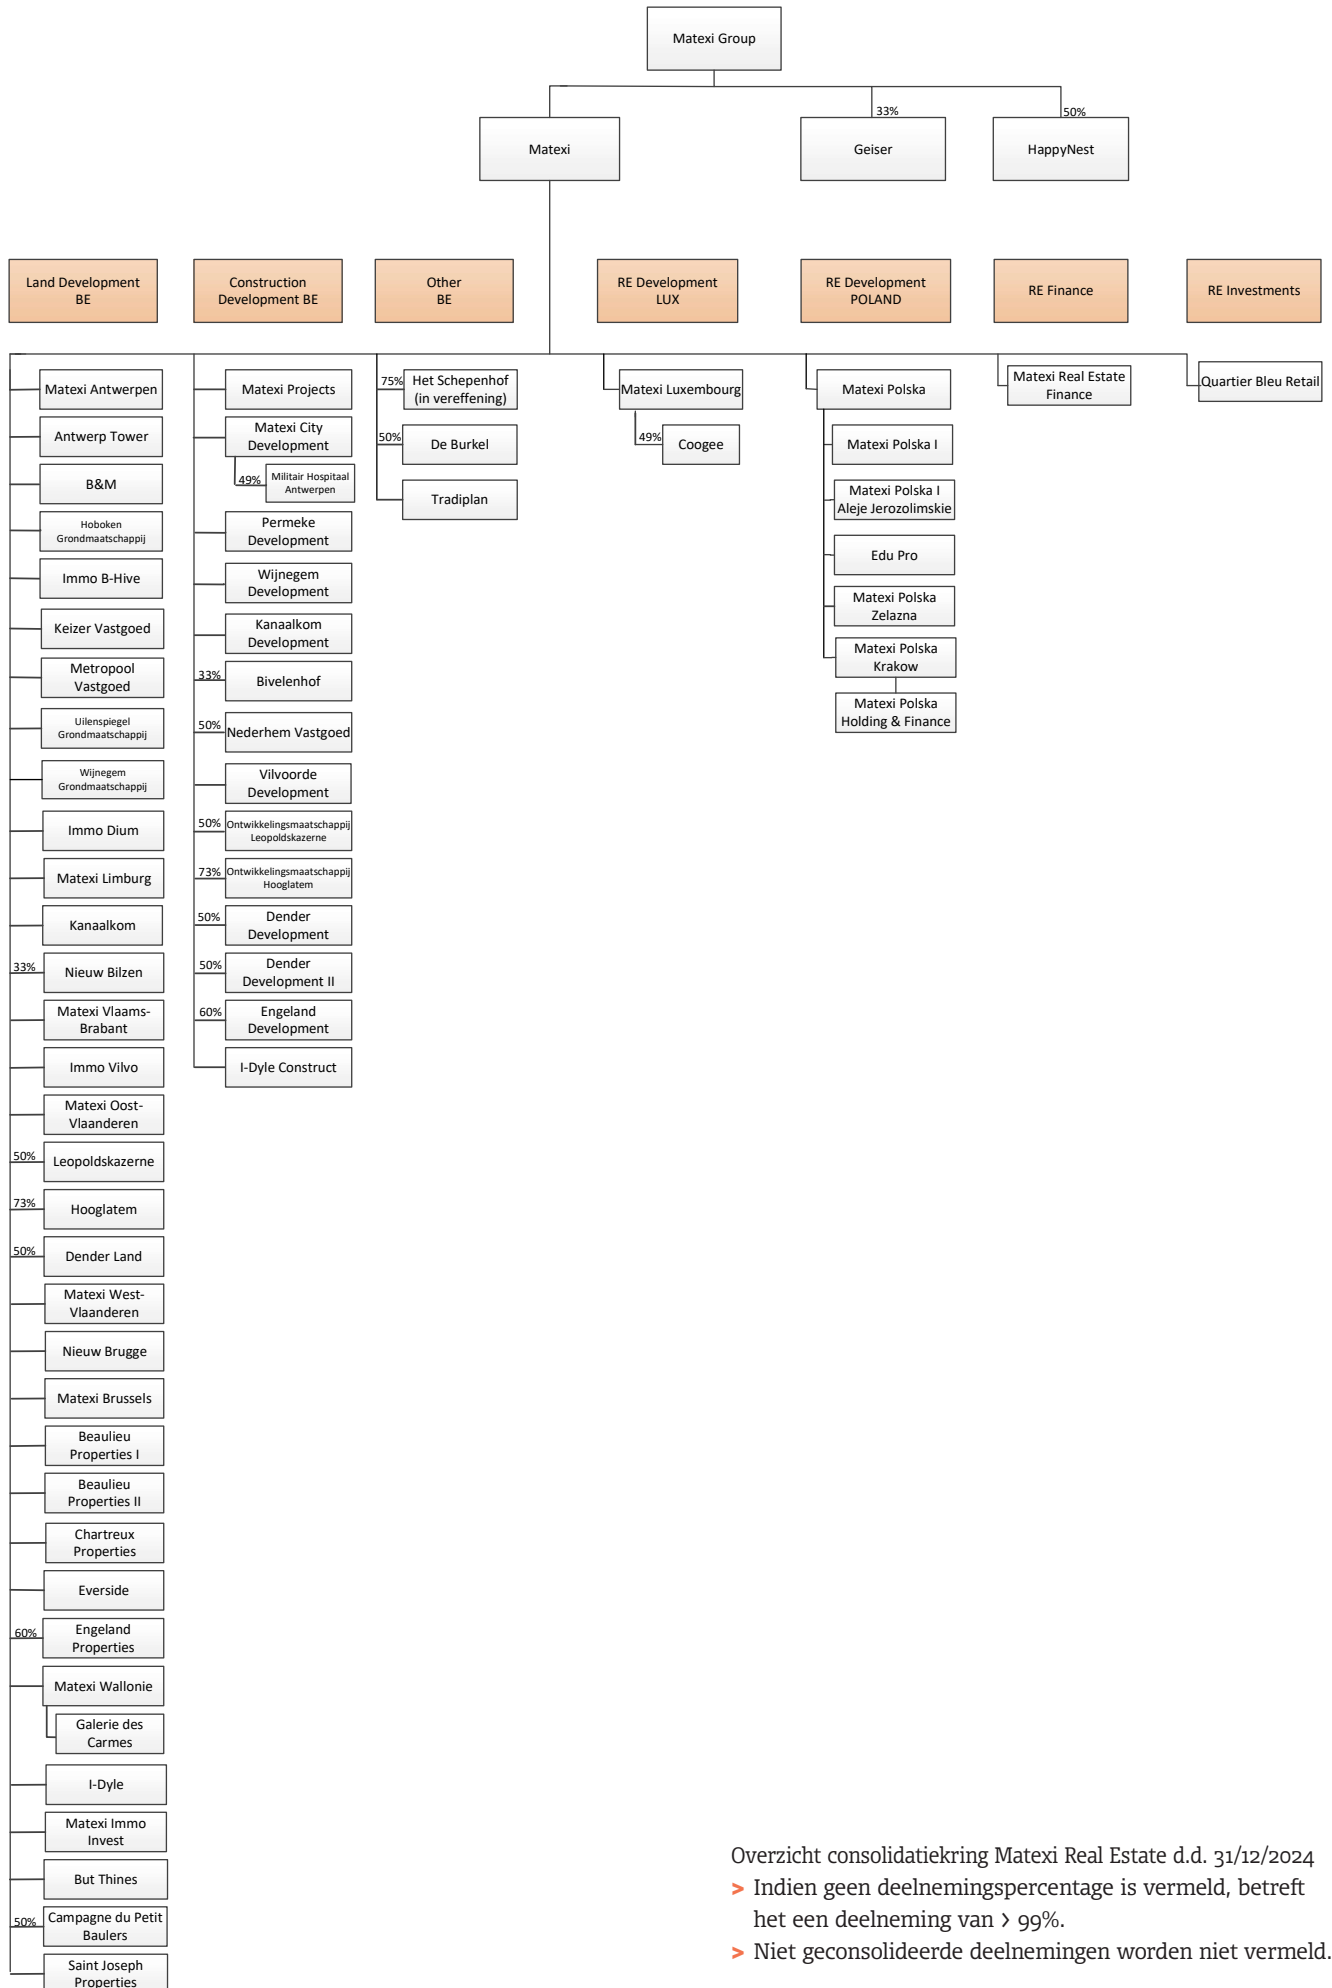 Matexi Group
33%
50%
Matexi
Geiser
HappyNest
Land Development
BE
Construction
Development BE
Other
BE
RE Development
LUX
RE Development
POLAND
RE Finance
RE Investments
Matexi Antwerpen
Antwerp Tower
B&M
Hoboken
Grondmaatschappij
Immo B-Hive
Keizer Vastgoed
Metropool
Vastgoed
Uilenspiegel
Grondmaatschappij
Wijnegem
Grondmaatschappij
Immo Dium
Matexi Limburg
Kanaalkom
33%
Nieuw Bilzen
Matexi Vlaams-
Brabant
Immo Vilvo
Matexi Oost-
Vlaanderen
50%
Leopoldskazerne
73%
Hooglatem
50%
Dender Land
Matexi West-
Vlaanderen
Nieuw Brugge
Matexi Brussels
Beaulieu
Properties I
Beaulieu
Properties II
Chartreux
Properties
Everside
60%
Engeland
Properties
Matexi Wallonie
Galerie des
Carmes
I-Dyle
Matexi Immo
Invest
But Thines
50%
Campagne du Petit
Baulers
Saint Joseph
Properties
Matexi Projects
Matexi City
Development
49%
Militair Hospitaal
Antwerpen
Permeke
Development
Wijnegem
Development
Kanaalkom
Development
33%
Bivelenhof
50%
Nederhem Vastgoed
Vilvoorde
Development
50%
Ontwikkelingsmaatschappij
Leopoldskazerne
73%
Ontwikkelingsmaatschappij
Hooglatem
50%
Dender
Development
50%
Dender
Development II
60%
Engeland
Development
I-Dyle Construct
75%
Het Schepenhof
(in vereffening)
50%
De Burkel
Tradiplan
Matexi Luxembourg
49%
Coogee
Matexi Polska
Matexi Polska I
Matexi Polska I
Aleje Jerozolimskie
Edu Pro
Matexi Polska
Zelazna
Matexi Polska
Krakow
Matexi Polska
Holding & Finance
Matexi Real Estate
Finance
Quartier Bleu Retail
Overzicht consolidatiekring Matexi Real Estate d.d. 31/12/2024
> Indien geen deelnemingspercentage is vermeld, betreft
het een deelneming van > 99%.
> Niet geconsolideerde deelnemingen worden niet vermeld.